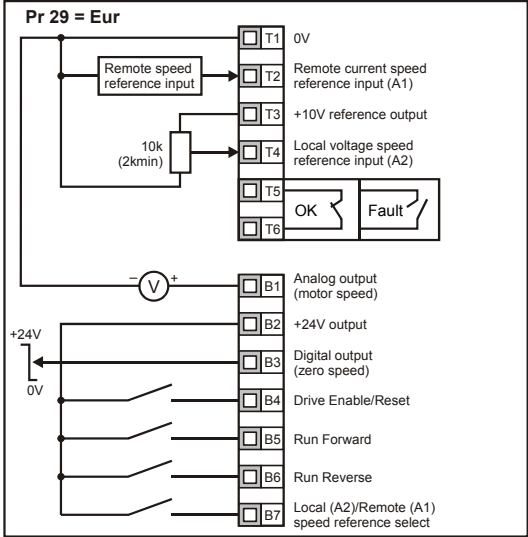 Pr 29 = Eur
T1 0V
Remote speed
reference input
T2 Remote current speed
reference input (A1)
T3 +10V reference output
10k
(2kmin)
T4 Local voltage speed
reference input (A2)
T5
OK
Fault
T6
– V +
B1 Analog output
(motor speed)
B2 +24V output
+24V
0V
B3 Digital output
(zero speed)
B4 Drive Enable/Reset
B5 Run Forward
B6 Run Reverse
B7 Local (A2)/Remote (A1)
speed reference select